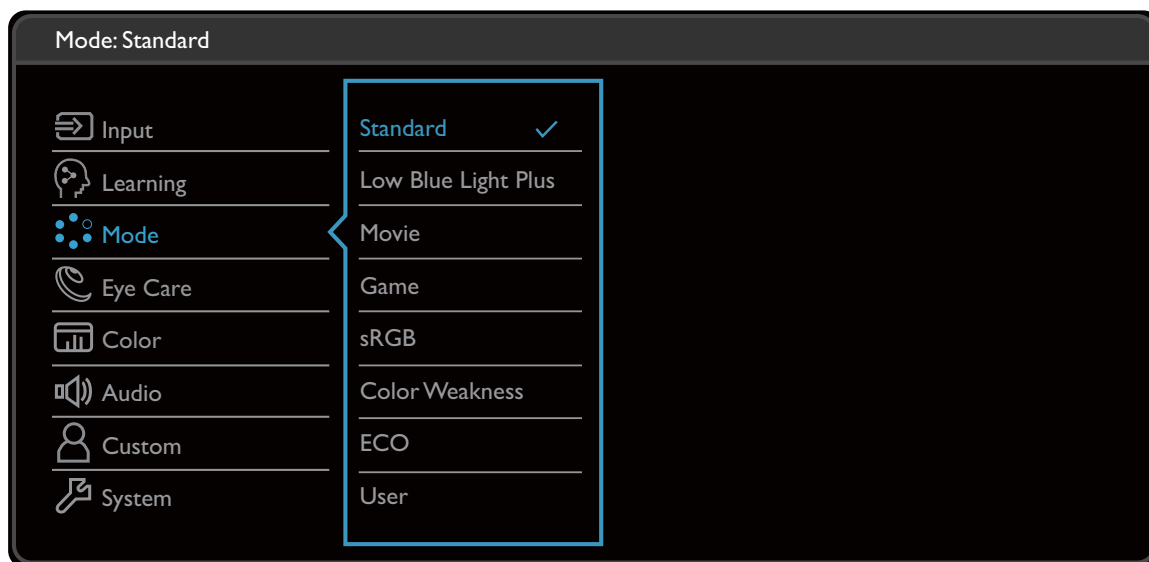 Mode: Standard
Input
Learning
Mode
Eye Care
Color
Audio
Custom
System
Standard
Low Blue Light Plus
Movie
Game
sRGB
Color Weakness
ECO
User